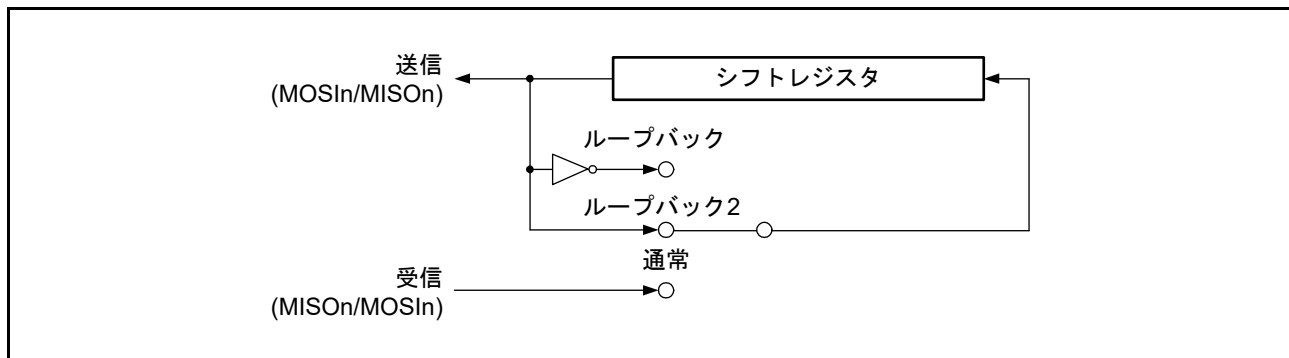 送信
(MOSIn/MISOn)
シフトレジスタ
ループバック
ループバック2
通常
受信
(MISOn/MOSIn)